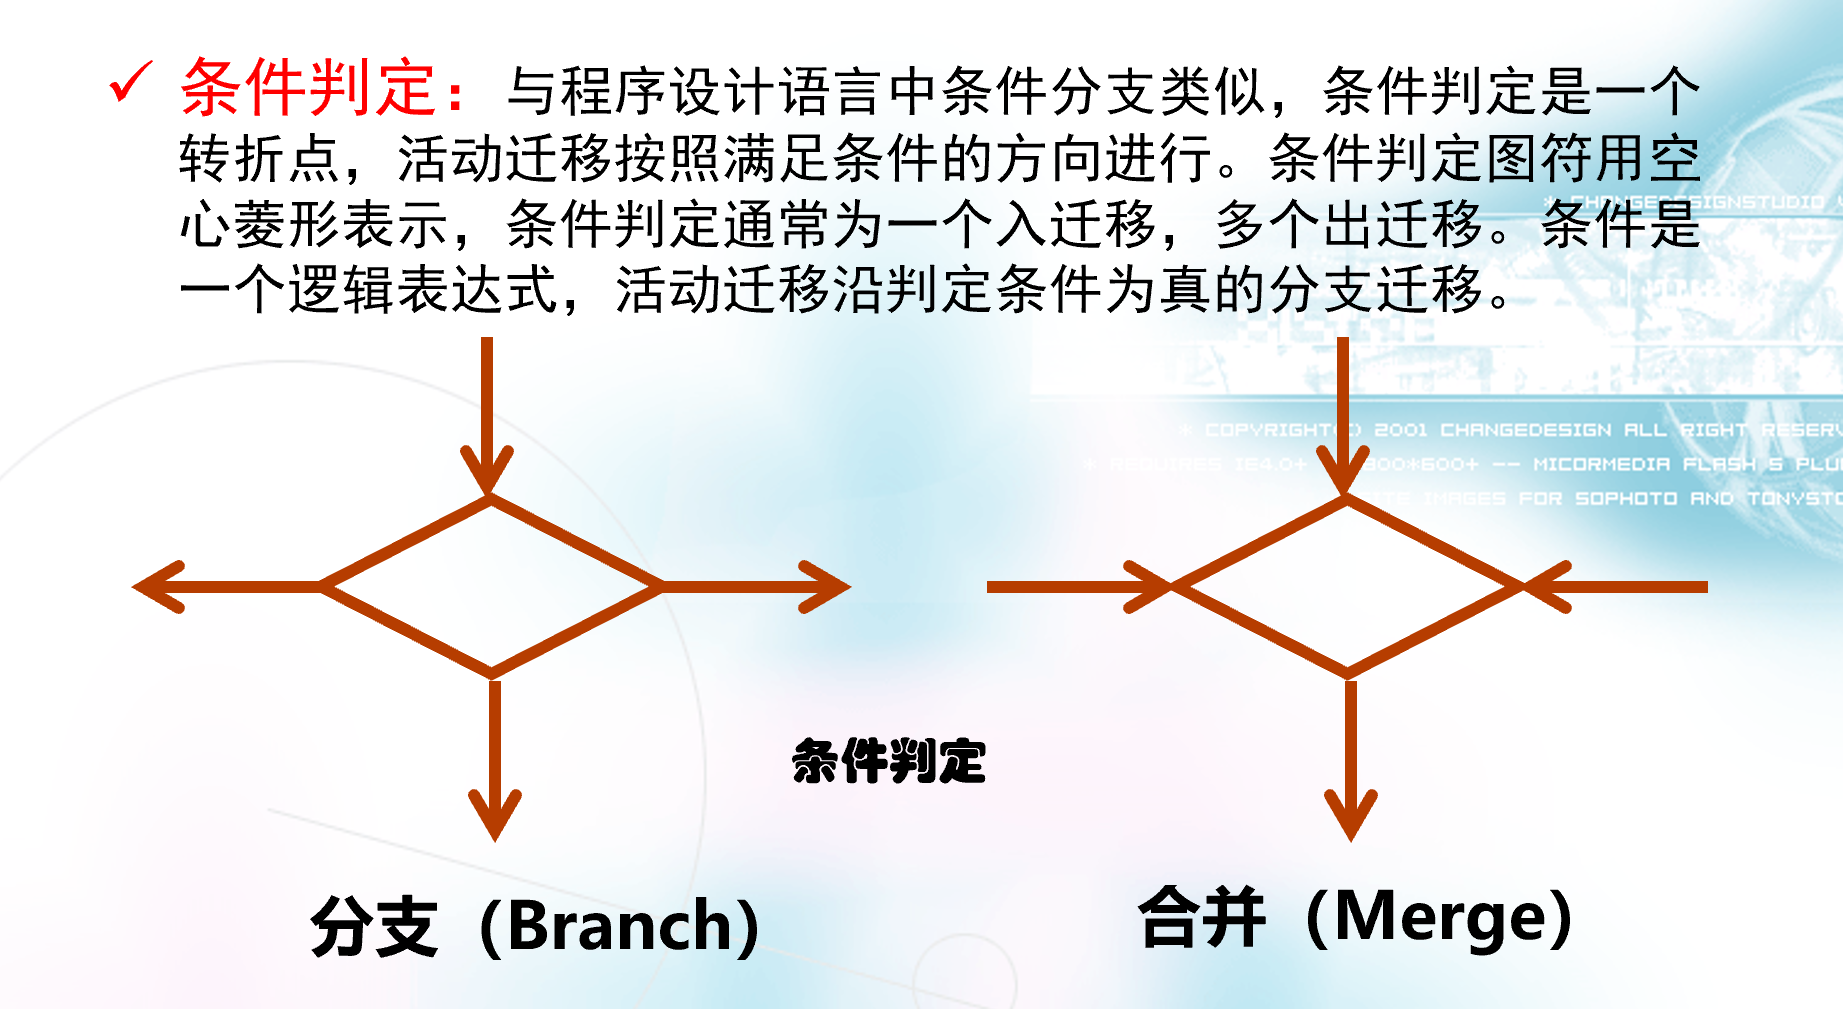 ✓ 条件判定：与程序设计语言中条件分支类似，条件判定是一个
转折点，活动迁移按照满足条件的方向进行。条件判定图符用空
心菱形表示，条件判定通常为一个入迁移，多个出迁移。条件是
一个逻辑表达式，活动迁移沿判定条件为真的分支迁移。
* CHANGEDESIGNSTUDIO
* COPYRIGHT(C) 2001 CHANGEDESIGN ALL RIGHT RESERV
* REQUIRES IE4.0+ 800*600+ -- MICORMEDIA FLASH 5 PLU
IMAGES FOR SOPHOTO AND TONYSTO
条件判定
分支（Branch）
合并（Merge）